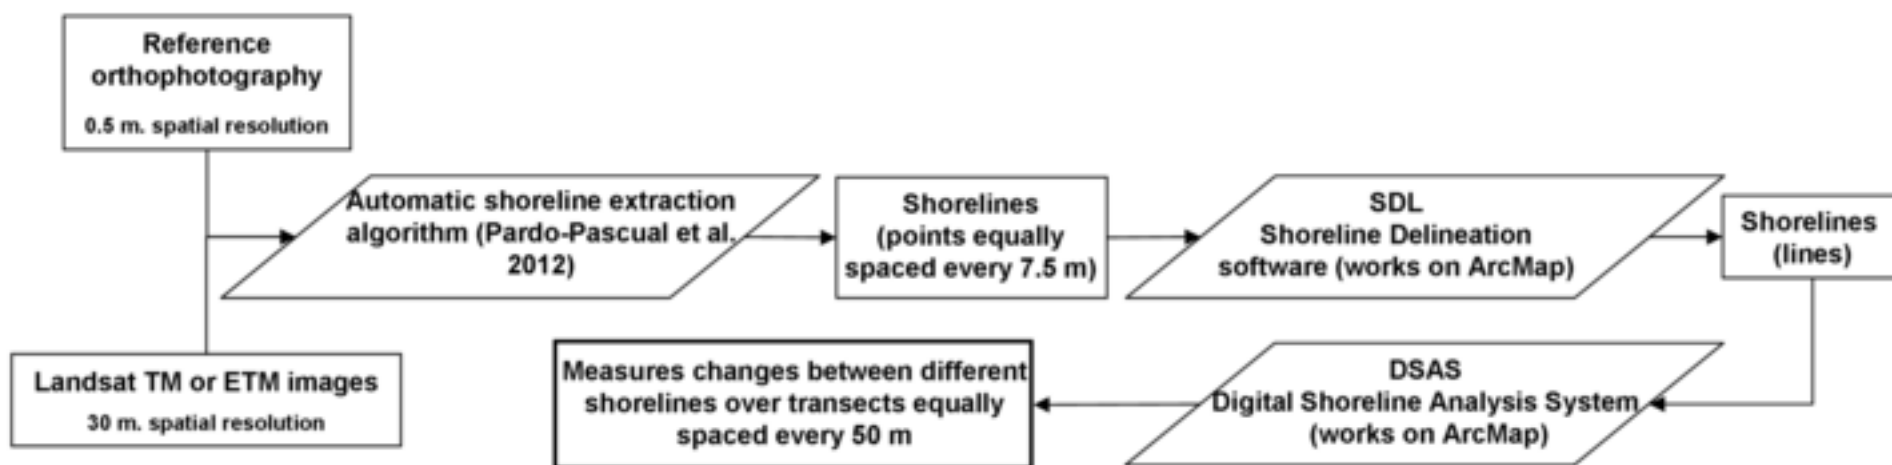 Reference
orthophotography
0.5 m. spatial resolution
Automatic shoreline extraction
algorithm (Pardo-Pascual et al.
2012)
Shorelines
(points equally
spaced every 7.5 m)
SDL
Shoreline Delineation
software (works on ArcMap)
Shorelines
(lines)
Landsat TM or ETM images
30 m. spatial resolution
Measures changes between different
shorelines over transects equally
spaced every 50 m
DSAS
Digital Shoreline Analysis System
(works on ArcMap)